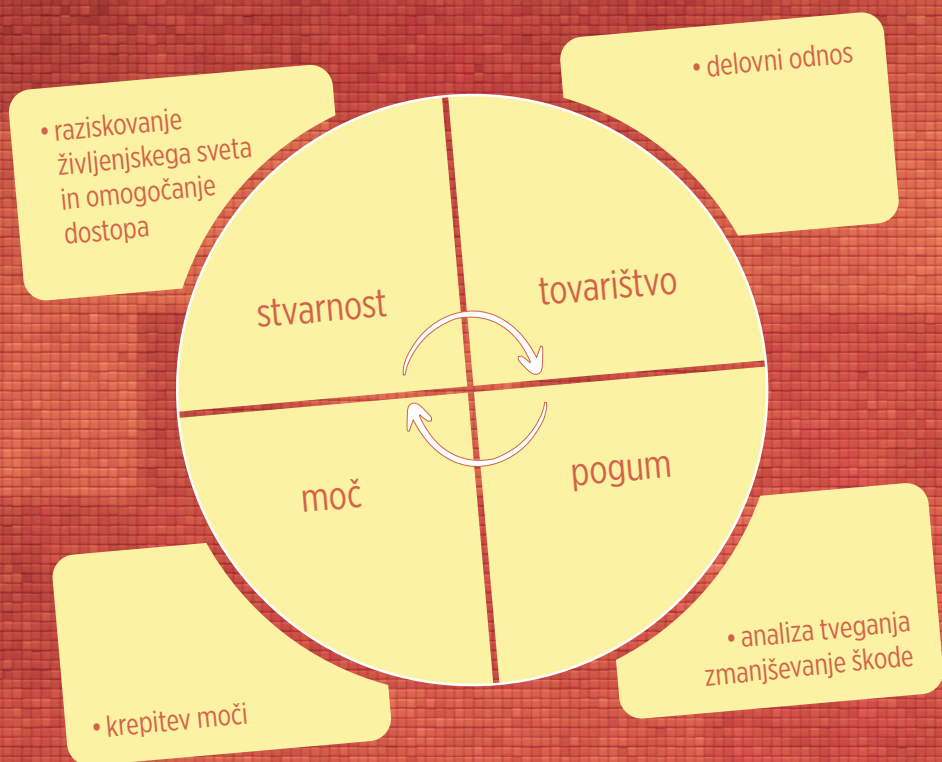 • raziskovanje
življenjskega sveta
in omogočanje
dostopa
• delovni odnos
stvarnost
tovarištvo
moč
pogum
• krepitev moči
• analiza tveganja
zmanjševanje škode